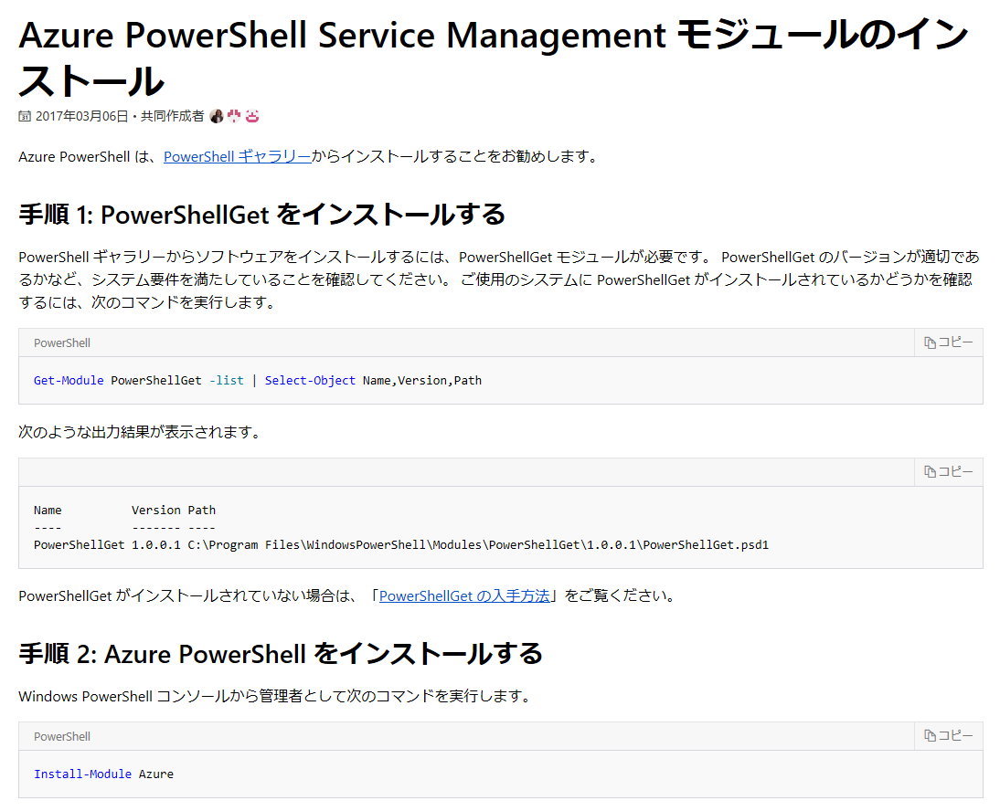 Azure PowerShell Service Management モジュールのイン
ストール
2017年03月06日 • 共同作成者
Azure PowerShell は、PowerShell ギャラリーからインストールすることをお勧めします。
手順 1: PowerShellGet をインストールする
PowerShell ギャラリーからソフトウェアをインストールするには、PowerShellGet モジュールが必要です。 PowerShellGet のバージョンが適切であ
るかなど、システム要件を満たしていることを確認してください。 ご使用のシステムに PowerShellGet がインストールされているかどうかを確認
するには、次のコマンドを実行します。
PowerShell コピー
Get-Module PowerShellGet -list | Select-Object Name,Version,Path
次のような出力結果が表示されます。
コピー
Name Version Path
---- ------- ----
PowerShellGet 1.0.0.1 C:\Program Files\WindowsPowerShell\Modules\PowerShellGet\1.0.0.1\PowerShellGet.psd1
PowerShellGet がインストールされていない場合は、「PowerShellGet の入手方法」をご覧ください。
手順 2: Azure PowerShell をインストールする
Windows PowerShell コンソールから管理者として次のコマンドを実行します。
PowerShell コピー
Install-Module Azure